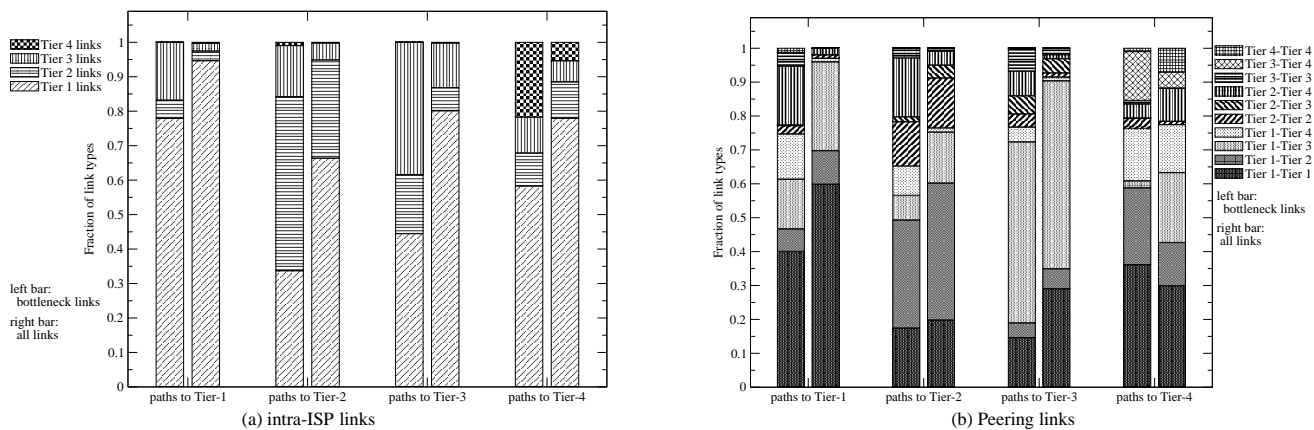 Tier 4 links
Tier 3 links
Tier 2 links
Tier 1 links
Fraction of link types
1
0.9
0.8
0.7
0.6
0.5
0.4
0.3
0.2
0.1
0
left bar:
bottleneck links
right bar:
all links
paths to Tier-1 paths to Tier-2 paths to Tier-3 paths to Tier-4
(a) intra-ISP links
Fraction of link types
1
0.9
0.8
0.7
0.6
0.5
0.4
0.3
0.2
0.1
0
Tier 4-Tier 4
Tier 3-Tier 4
Tier 3-Tier 3
Tier 2-Tier 4
Tier 2-Tier 3
Tier 2-Tier 2
Tier 1-Tier 4
Tier 1-Tier 3
Tier 1-Tier 2
Tier 1-Tier 1
left bar:
bottleneck links
right bar:
all links
paths to Tier-1 paths to Tier-2 paths to Tier-3 paths to Tier-4
(b) Peering links